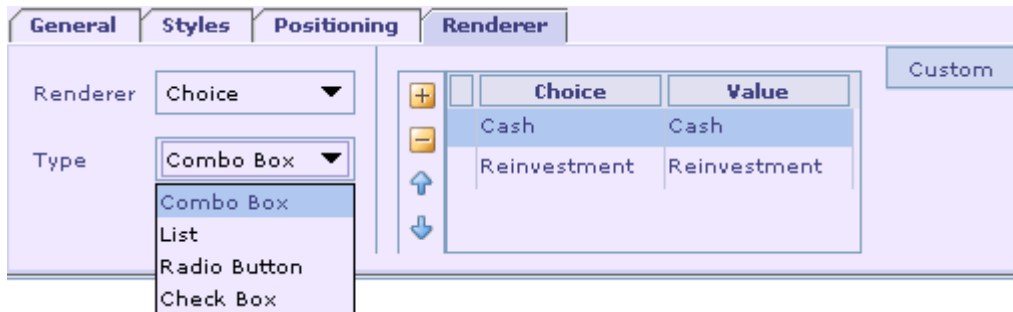 General Styles Positioning Renderer
Renderer Choice
Type Combo Box
Combo Box
List
Radio Button
Check Box
Choice Value
Cash Cash
Reinvestment Reinvestment
Custom